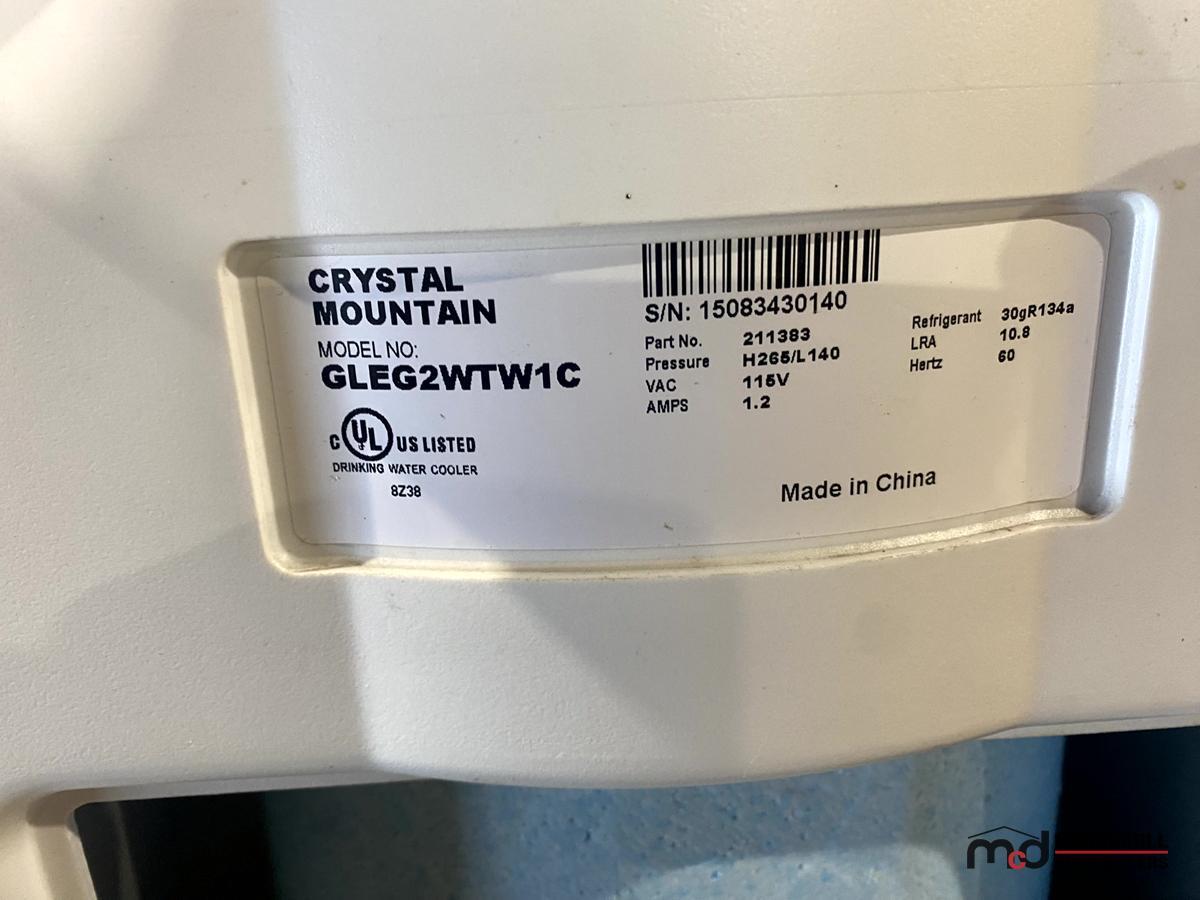 CRYSTAL
MOUNTAIN
MODEL NO:
GLEG2WTW1C
C UL US LISTED
DRINKING WATER COOLER
8Z38
S/N: 15083430140
Part No. 211383
Pressure H265/L140
VAC 115V
AMPS 1.2
Refrigerant 30gR134a
LRA 10.8
Hertz 60
Made in China
mcd